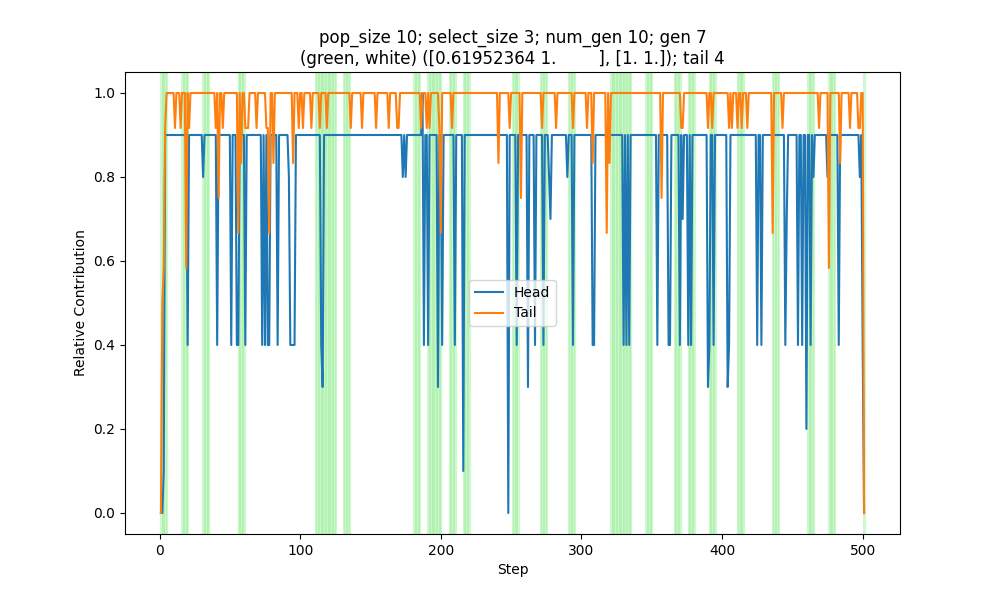 pop_size 10; select_size 3; num_gen 10; gen 7
(green, white) ([0.61952364 1.        ], [1. 1.]); tail 4
1.0
0.8
0.6
0.4
0.2
0.0
Relative Contribution
Head
Tail
0
100
200
300
400
500
Step